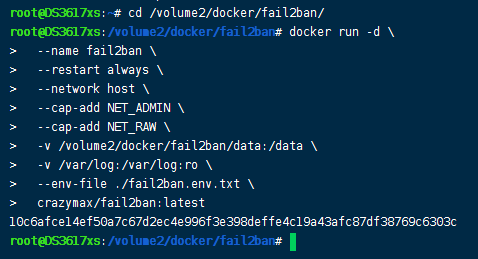 root@DS3617xs:~# cd /volume2/docker/fail2ban/
root@DS3617xs:/volume2/docker/fail2ban# docker run -d \
>   --name fail2ban \
>   --restart always \
>   --network host \
>   --cap-add NET_ADMIN \
>   --cap-add NET_RAW \
>   -v /volume2/docker/fail2ban/data:/data \
>   -v /var/log:/var/log:ro \
>   --env-file ./fail2ban.env.txt \
>   crazymax/fail2ban:latest
10c6afce14ef50a7c67d2ec4e996f3e398deffe4c19a43afc87df38769c6303c
root@DS3617xs:/volume2/docker/fail2ban#